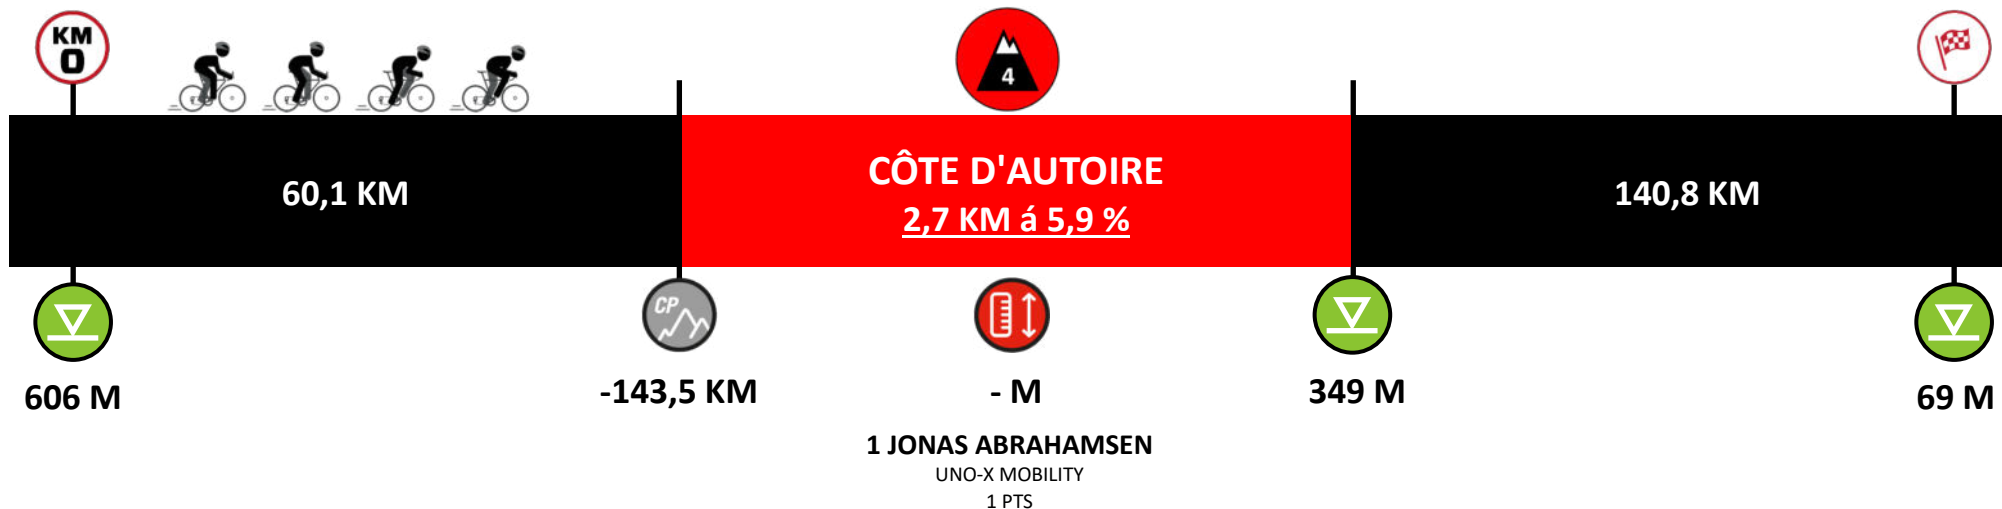 KM
0
4
60,1 KM
CÔTE D'AUTOIRE
2,7 KM á 5,9 %
140,8 KM
CP
606 M
-143,5 KM
- M
349 M
69 M
1 JONAS ABRAHAMSEN
UNO-X MOBILITY
1 PTS